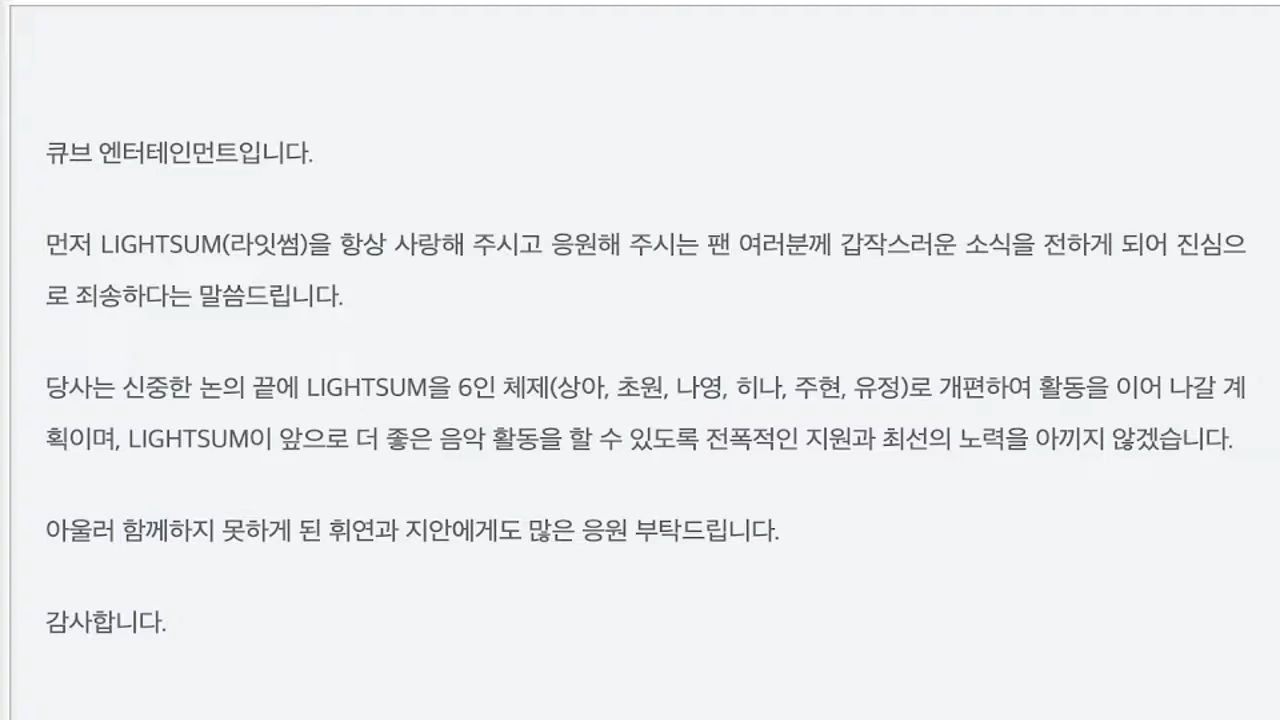 큐브 엔터테인먼트입니다.
먼저 LIGHTSUM(라잇썸)을 항상 사랑해 주시고 응원해 주시는 팬 여러분께 갑작스러운 소식을 전하게 되어 진심으
로 죄송하다는 말씀드립니다.
당사는 신중한 논의 끝에 LIGHTSUM을 6인 체제(상아, 초원, 나영, 히나, 주현, 유정)로 개편하여 활동을 이어 나갈 계
획이며, LIGHTSUM이 앞으로 더 좋은 음악 활동을 할 수 있도록 전폭적인 지원과 최선의 노력을 아끼지 않겠습니다.
아울러 함께하지 못하게 된 휘연과 지안에게도 많은 응원 부탁드립니다.
감사합니다.